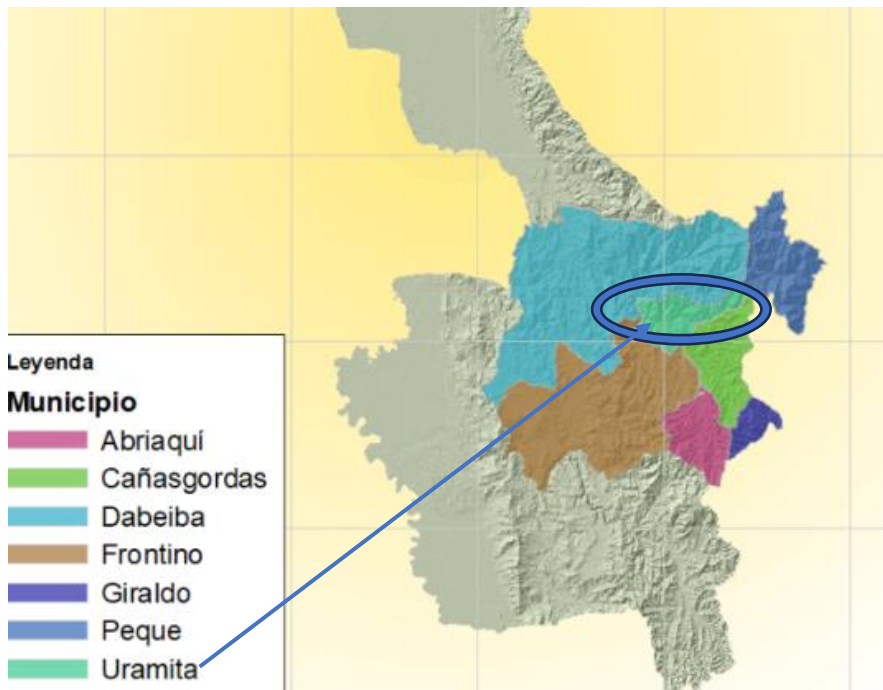 Leyenda
Municipio
Abriaquí
Cañasgordas
Dabeiba
Frontino
Giraldo
Peque
Uramita